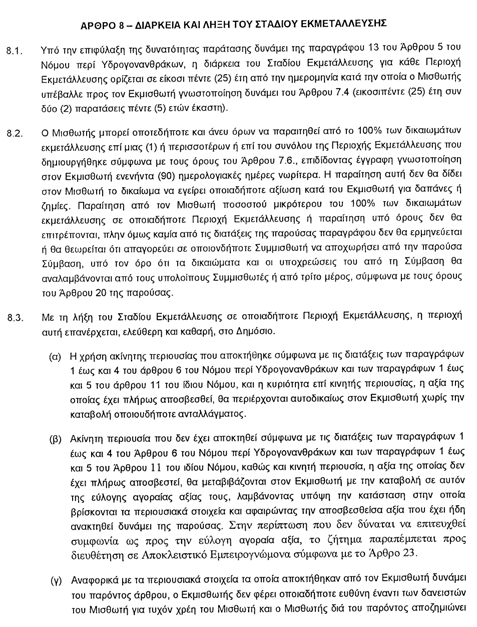 ΑΡΘΡΟ 8 – ΔΙΑΡΚΕΙΑ ΚΑΙ ΛΗΞΗ ΤΟΥ ΣΤΑΔΙΟΥ ΕΚΜΕΤΑΛΛΕΥΣΗΣ
8.1. Υπό την επιφύλαξη της δυνατότητας παράτασης δυνάμει της παραγράφου 13 του Άρθρου 5 του
Νόμου περί Υδρογονανθράκων, η διάρκεια του Σταδίου Εκμετάλλευσης για κάθε Περιοχή
Εκμετάλλευσης ορίζεται σε είκοσι πέντε (25) έτη από την ημερομηνία κατά την οποία ο Μισθωτής
υπέβαλλε προς τον Εκμισθωτή γνωστοποίηση δυνάμει του Άρθρου 7.4 (εικοσιπέντε (25) έτη συν
δύο (2) παρατάσεις πέντε (5) ετών έκαστη).
8.2. Ο Μισθωτής μπορεί οποτεδήποτε και άνευ όρων να παραιτηθεί από το 100% των δικαιωμάτων
εκμετάλλευσης επί μιας (1) ή περισσοτέρων ή επί του συνόλου της Περιοχής Εκμετάλλευσης που
δημιουργήθηκε σύμφωνα με τους όρους του Άρθρου 7.6., επιδίδοντας έγγραφη γνωστοποίηση
στον Εκμισθωτή ενενήντα (90) ημερολογιακές ημέρες νωρίτερα. Η παραίτηση αυτή δεν θα δίδει
στον Μισθωτή το δικαίωμα να εγείρει οποιαδήποτε αξίωση κατά του Εκμισθωτή για δαπάνες ή
ζημίες. Παραίτηση από τον Μισθωτή ποσοστού μικρότερου του 100% των δικαιωμάτων
εκμετάλλευσης σε οποιαδήποτε Περιοχή Εκμετάλλευσης ή παραίτηση υπό όρους δεν θα
επιτρέπονται, πλην όμως καμία από τις διατάξεις της παρούσας παραγράφου δεν θα ερμηνεύεται
ή θα θεωρείται ότι απαγορεύει σε οποιονδήποτε Συμμισθωτή να αποχωρήσει από την παρούσα
Σύμβαση, υπό τον όρο ότι τα δικαιώματα και οι υποχρεώσεις του από τη Σύμβαση θα
αναλαμβάνονται από τους υπολοίπους Συμμισθωτές ή από τρίτο μέρος, σύμφωνα με τους όρους
του Άρθρου 20 της παρούσας.
8.3. Με τη λήξη του Σταδίου Εκμετάλλευσης σε οποιαδήποτε Περιοχή Εκμετάλλευσης, η περιοχή
αυτή επανέρχεται, ελεύθερη και καθαρή, στο Δημόσιο.
(α) Η χρήση ακίνητης περιουσίας που αποκτήθηκε σύμφωνα με τις διατάξεις των παραγράφων
1 έως και 4 του άρθρου 6 του Νόμου περί Υδρογονανθράκων και των παραγράφων 1 έως
και 5 του άρθρου 11 του ίδιου Νόμου, και η κυριότητα επί κινητής περιουσίας, η αξία της
οποίας έχει πλήρως αποσβεσθεί, θα περιέρχονται αυτοδικαίως στον Εκμισθωτή χωρίς την
καταβολή οποιουδήποτε ανταλλάγματος.
(β) Ακίνητη περιουσία που δεν έχει αποκτηθεί σύμφωνα με τις διατάξεις των παραγράφων 1
έως και 4 του Άρθρου 6 του Νόμου περί Υδρογονανθράκων και των παραγράφων 1 έως
και 5 του Άρθρου 11 του ιδίου Νόμου, καθώς και κινητή περιουσία, η αξία της οποίας δεν
έχει πλήρως αποσβεστεί, θα μεταβιβάζονται στον Εκμισθωτή με την καταβολή σε αυτόν
της εύλογης αγοραίας αξίας τους, λαμβάνοντας υπόψη την κατάσταση στην οποία
βρίσκονται τα περιουσιακά στοιχεία και αφαιρώντας την αποσβεσθείσα αξία που έχει ήδη
ανακτηθεί δυνάμει της παρούσας. Στην περίπτωση που δεν δύναται να επιτευχθεί
συμφωνία ως προς την εύλογη αγοραία αξία, το ζήτημα παραπέμπεται προς
διευθέτηση σε Αποκλειστικό Εμπειρογνώμονα σύμφωνα με το Άρθρο 23.
(γ) Αναφορικά με τα περιουσιακά στοιχεία τα οποία αποκτήθηκαν από τον Εκμισθωτή δυνάμει
του παρόντος άρθρου, ο Εκμισθωτής δεν φέρει οποιαδήποτε ευθύνη έναντι των δανειστών
του Μισθωτή για τυχόν χρέη του Μισθωτή και ο Μισθωτής διά του παρόντος αποζημιώνει